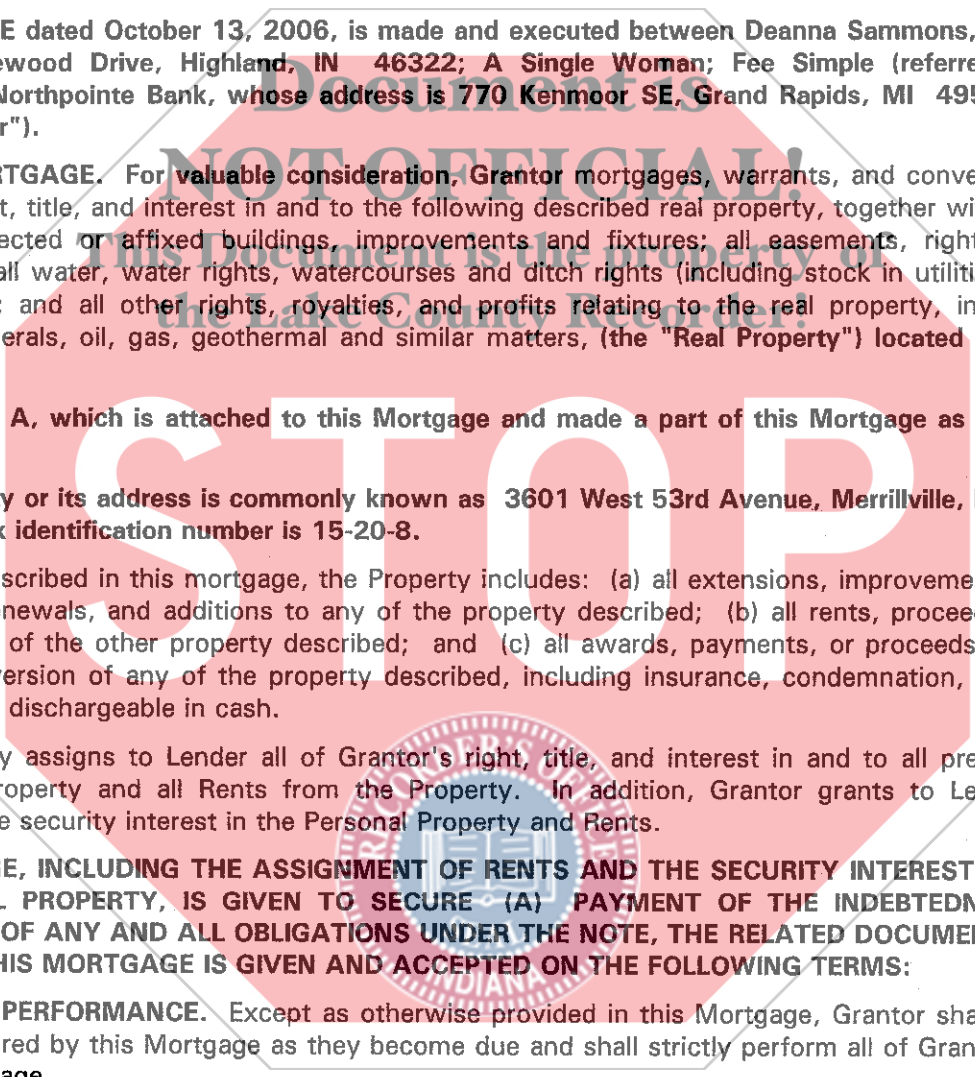 E dated October 13, 2006, is made and executed between Deanna Sammons,
ewood Drive, Highland, IN 46322; A Single Woman; Fee Simple (referre
Northpointe Bank, whose address is 770 Kenmoor SE, Grand Rapids, MI 495
r").
Document is
NOT OFFICIAL!
This Document is the property of
the Lake County Recorder!
RTGAGE. For valuable consideration, Grantor mortgages, warrants, and conve
t, title, and interest in and to the following described real property, together wi
ected or affixed buildings, improvements and fixtures; all easements, right
all water, water rights, watercourses and ditch rights (including stock in utiliti
; and all other rights, royalties, and profits relating to the real property, in
erals, oil, gas, geothermal and similar matters, (the "Real Property") located
A, which is attached to this Mortgage and made a part of this Mortgage as
STOP
y or its address is commonly known as 3601 West 53rd Avenue, Merrillville,
x identification number is 15-20-8.
scribed in this mortgage, the Property includes: (a) all extensions, improveme
enewals, and additions to any of the property described; (b) all rents, procee
of the other property described; and (c) all awards, payments, or proceeds
version of any of the property described, including insurance, condemnation,
dischargeable in cash.
y assigns to Lender all of Grantor's right, title, and interest in and to all pre
roperty and all Rents from the Property. In addition, Grantor grants to Le
e security interest in the Personal Property and Rents.
RECORDER'S OFFICE
INDIANA
E, INCLUDING THE ASSIGNMENT OF RENTS AND THE SECURITY INTEREST
L PROPERTY, IS GIVEN TO SECURE (A) PAYMENT OF THE INDEBTEDN
OF ANY AND ALL OBLIGATIONS UNDER THE NOTE, THE RELATED DOCUMEN
HIS MORTGAGE IS GIVEN AND ACCEPTED ON THE FOLLOWING TERMS:
PERFORMANCE. Except as otherwise provided in this Mortgage, Grantor sha
red by this Mortgage as they become due and shall strictly perform all of Gran